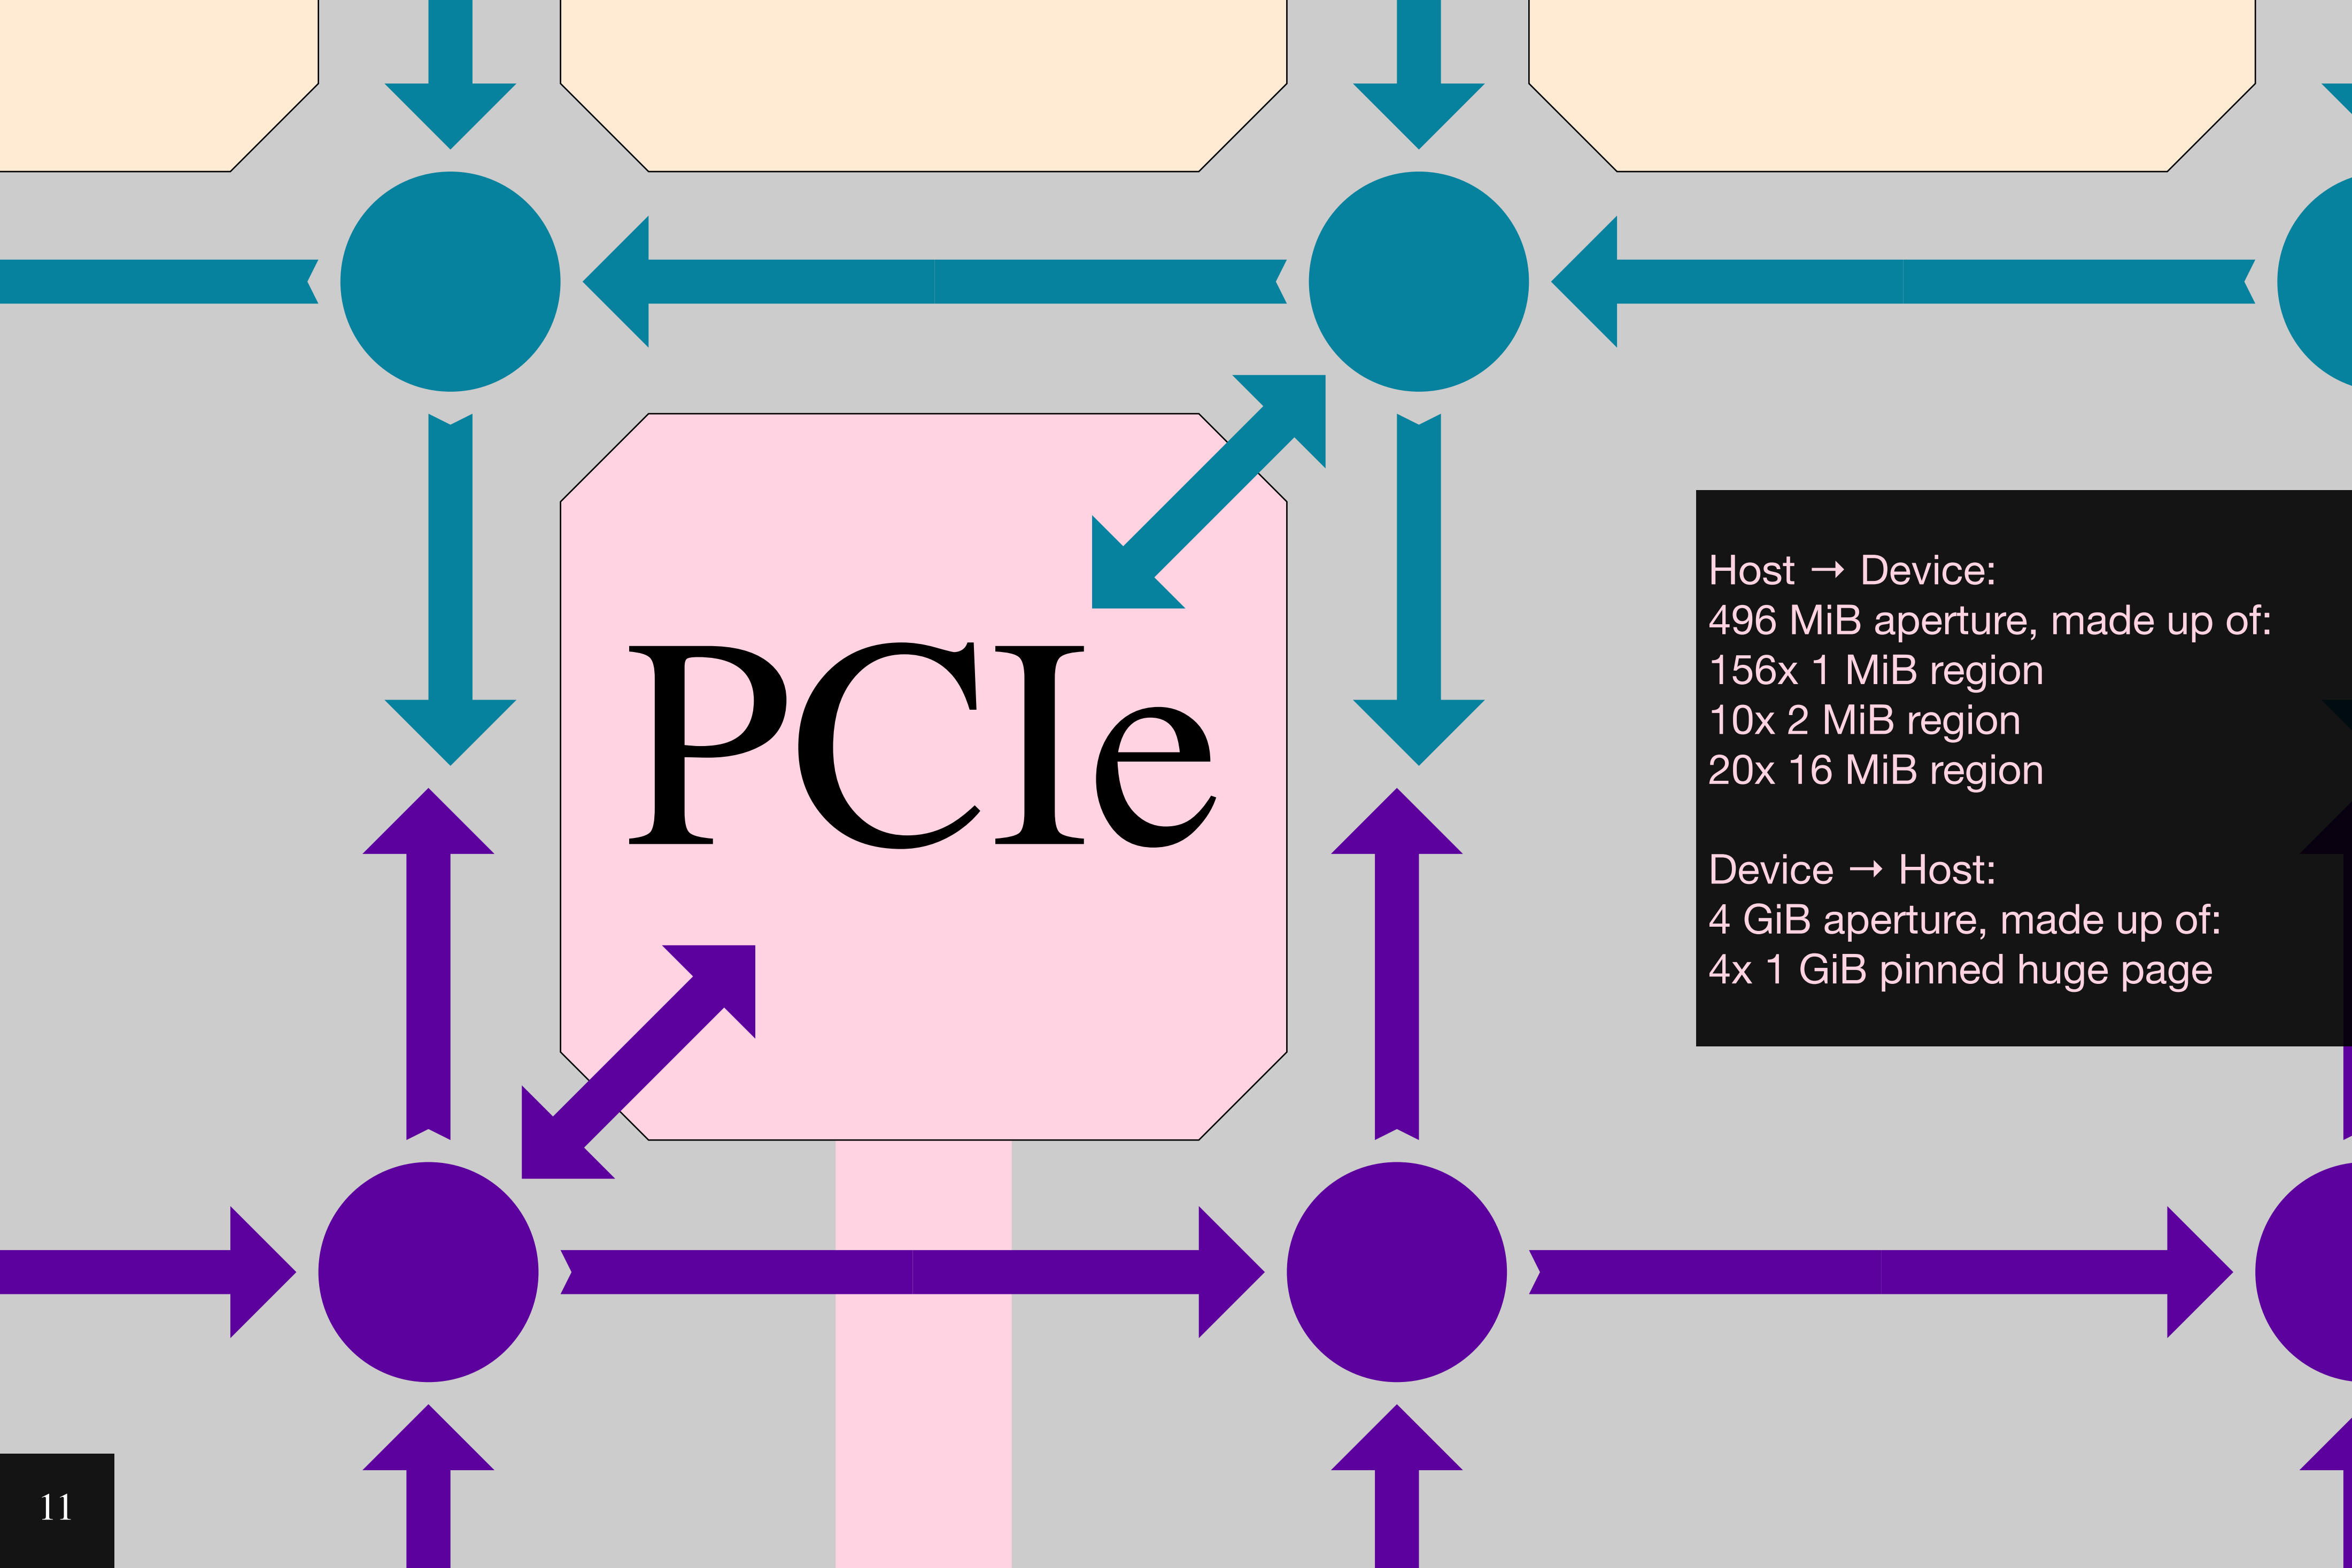 PCIe
Host → Device:
496 MiB aperture, made up of:
156x 1 MiB region
10x 2 MiB region
20x 16 MiB region
Device → Host:
4 GiB aperture, made up of:
4x 1 GiB pinned huge page
11